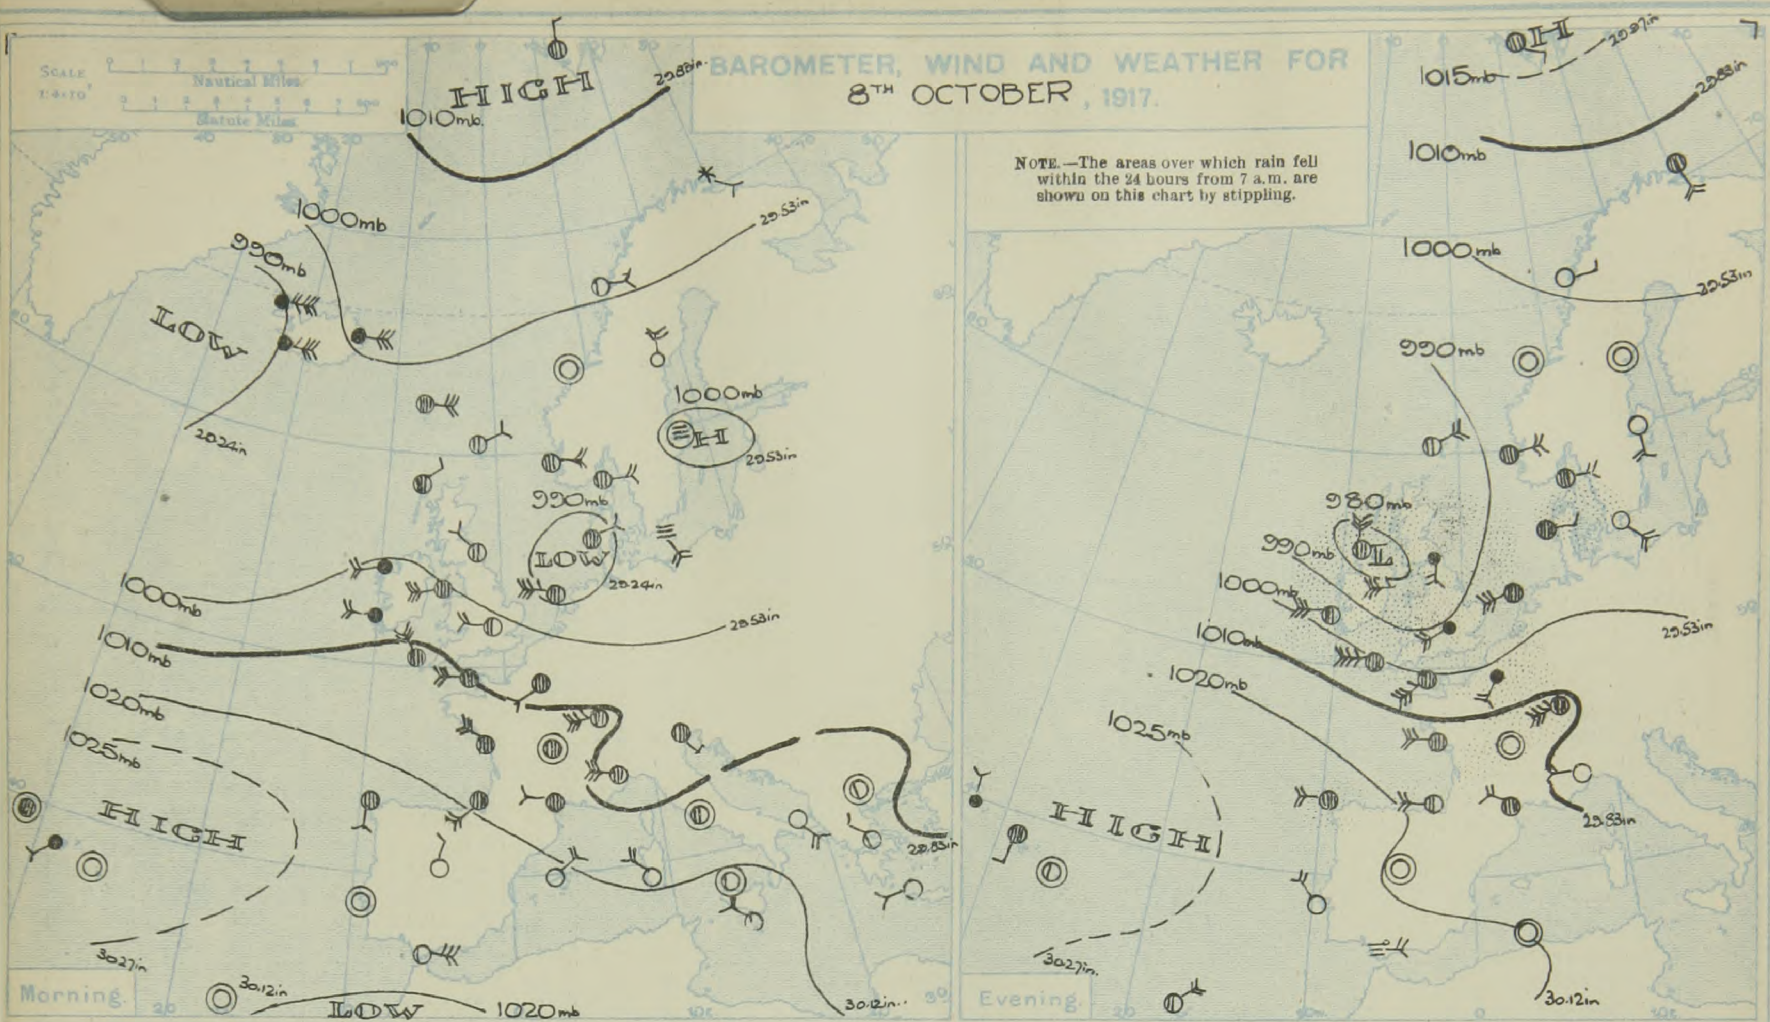 BAROMETER, WIND AND WEATHER FOR
8TH OCTOBER, 1917.
SCALE
Nautical Miles.
Statute Miles
HIGH
1010mb.
29.83in.
1000mb
990mb
LOW
29.53in
29.24in
1000mb
H
29.53in
990mb
LOW
29.24in
1000mb
29.53in
1010mb
1020mb
1025mb
HIGH
29.83in
30.27in
30.12in
LOW
1020mb
30.12in.
Morning.
NOTE.—The areas over which rain fell
within the 24 hours from 7 a.m. are
shown on this chart by stippling.
H
29.97in
1015mb
29.83in
1010mb
1000mb
29.53in
990mb
980mb
L
990mb
1000mb
1010mb
29.53in
1020mb
1025mb
HIGH
29.83in
30.27in.
30.12in
Evening.